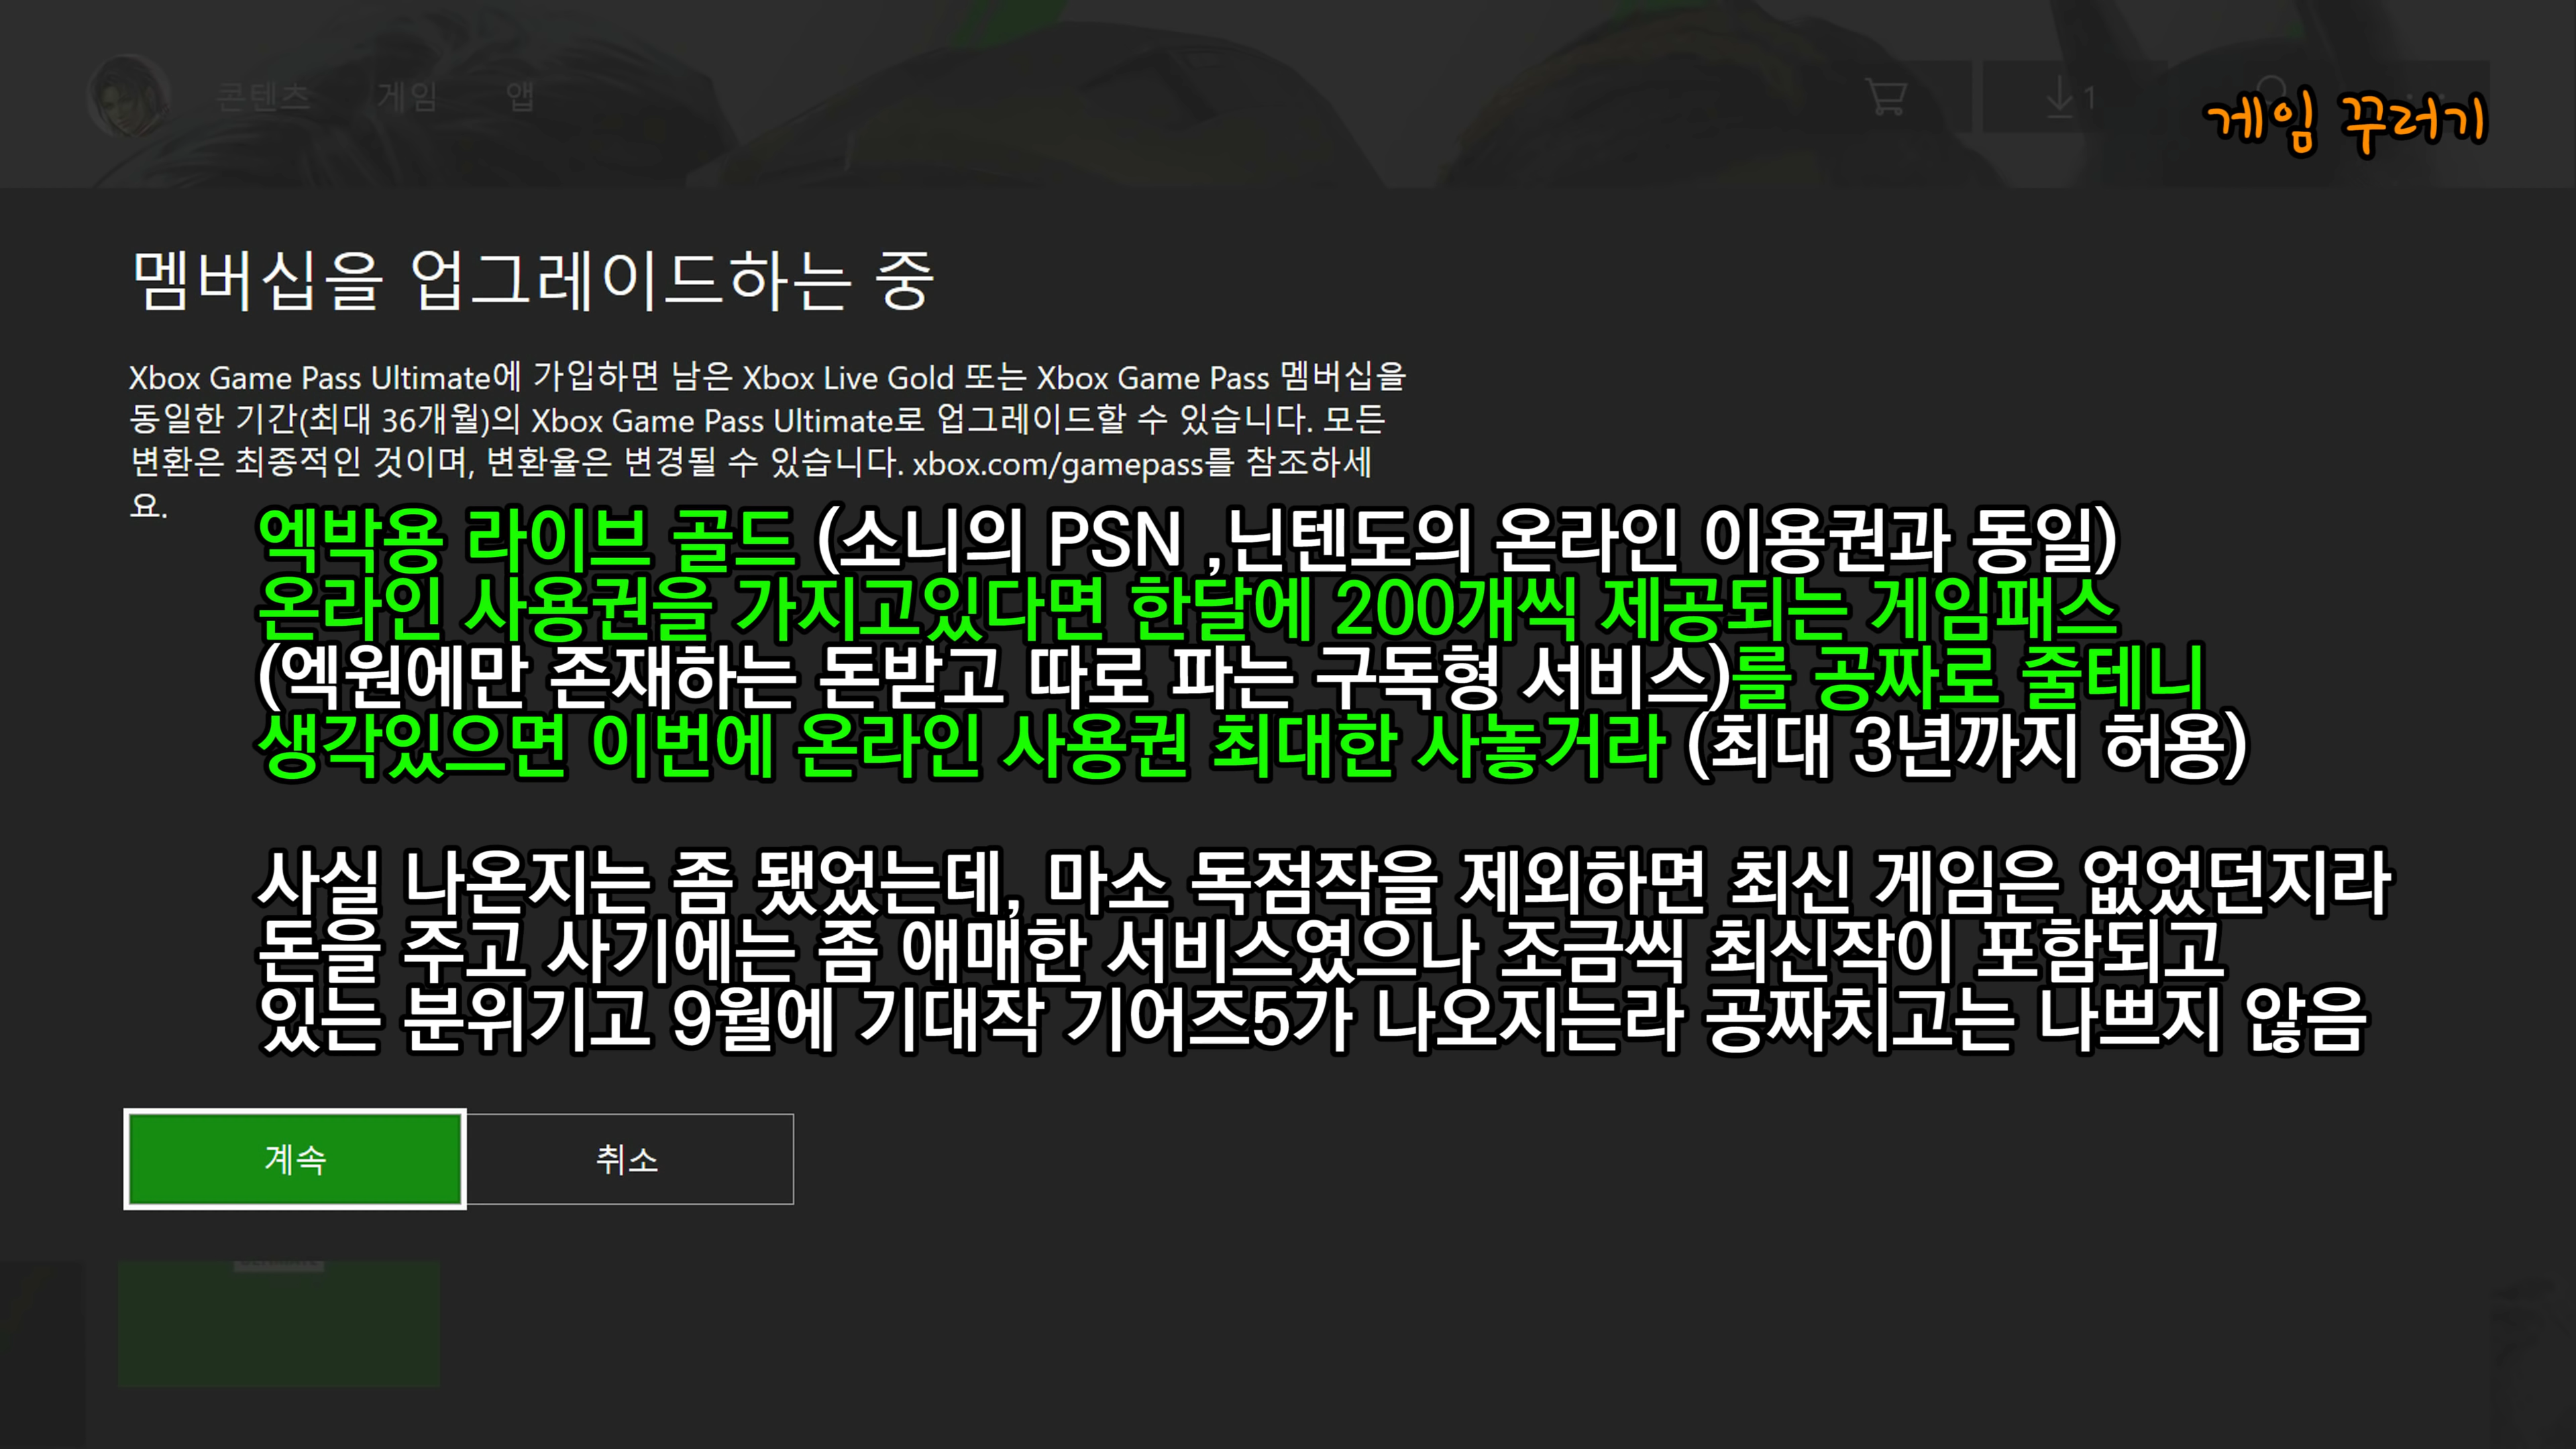 콘텐츠 게임 앱 1
게임 꾸러기
멤버십을 업그레이드하는 중
Xbox Game Pass Ultimate에 가입하면 남은 Xbox Live Gold 또는 Xbox Game Pass 멤버십을
동일한 기간(최대 36개월)의 Xbox Game Pass Ultimate로 업그레이드할 수 있습니다. 모든
변환은 최종적인 것이며, 변환율은 변경될 수 있습니다. xbox.com/gamepass를 참조하세
요.
엑박용 라이브 골드 (소니의 PSN ,닌텐도의 온라인 이용권과 동일)
온라인 사용권을 가지고있다면 한달에 200개씩 제공되는 게임패스
(엑원에만 존재하는 돈받고 따로 파는 구독형 서비스)를 공짜로 줄테니
생각있으면 이번에 온라인 사용권 최대한 사놓거라 (최대 3년까지 허용)
사실 나온지는 좀 됐었는데, 마소 독점작을 제외하면 최신 게임은 없었던지라
돈을 주고 사기에는 좀 애매한 서비스였으나 조금씩 최신작이 포함되고
있는 분위기고 9월에 기대작 기어즈5가 나오지는라 공짜치고는 나쁘지 않음
계속 취소